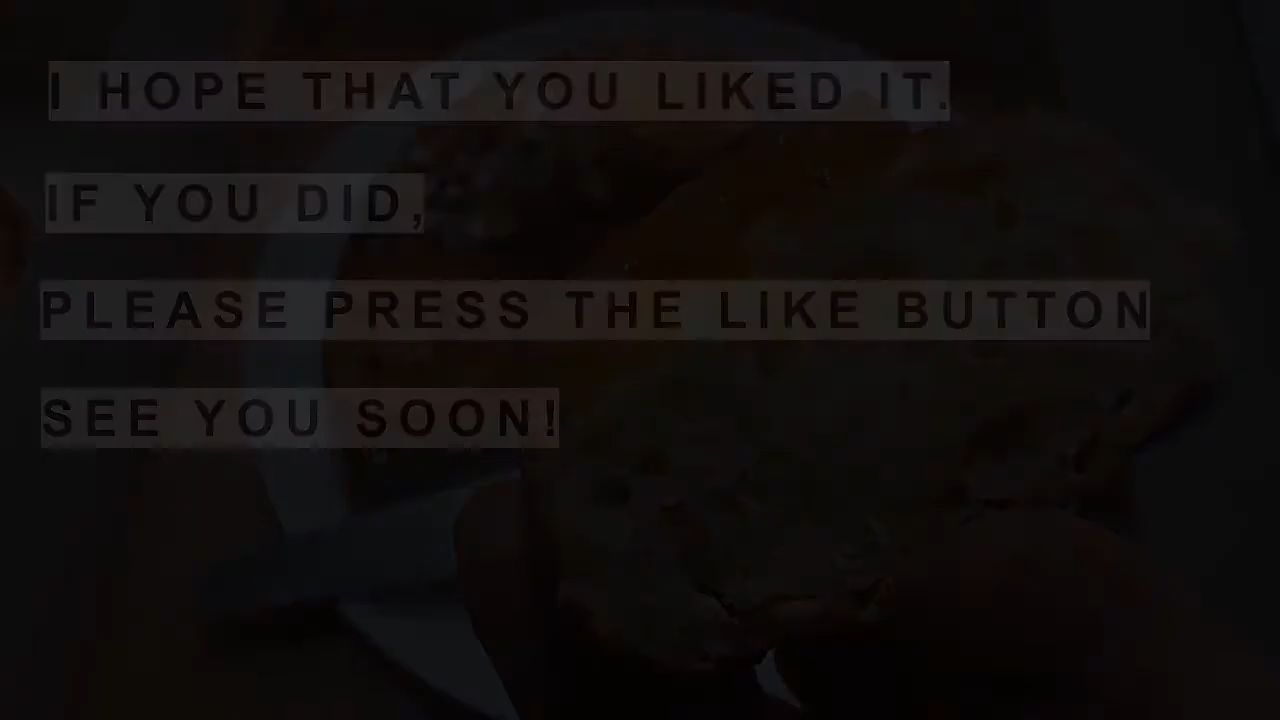 I HOPE THAT YOU LIKED IT.
IF YOU DID,
PLEASE PRESS THE LIKE BUTTON
SEE YOU SOON!